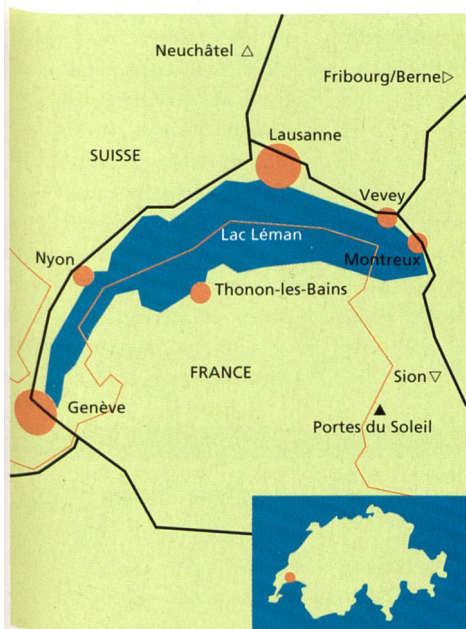 Neuchâtel △
Fribourg/Berne ▷
Lausanne
SUISSE
Vevey
Lac Léman
Nyon
Montreux
Thonon-les-Bains
FRANCE
Sion ▽
Genève
Portes du Soleil